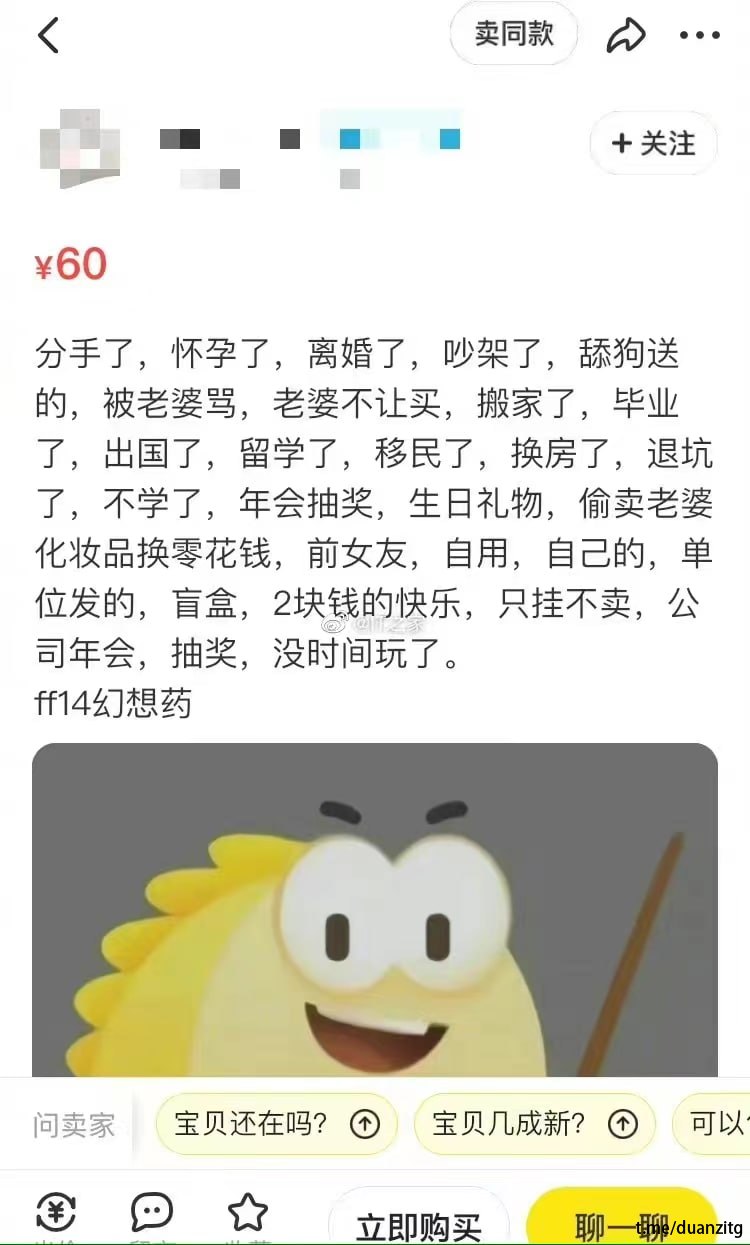 卖同款
+ 关注
¥60
分手了，怀孕了，离婚了，吵架了，舔狗送
的，被老婆骂，老婆不让买，搬家了，毕业
了，出国了，留学了，移民了，换房了，退坑
了，不学了，年会抽奖，生日礼物，偷卖老婆
化妆品换零花钱，前女友，自用，自己的，单
位发的，盲盒，2块钱的快乐，只挂不卖，公
司年会，抽奖，没时间玩了。
@IT之家
ff14幻想药
问卖家
宝贝还在吗？
宝贝几成新？
可以
立即购买
聊一聊
t.me/duanzitg